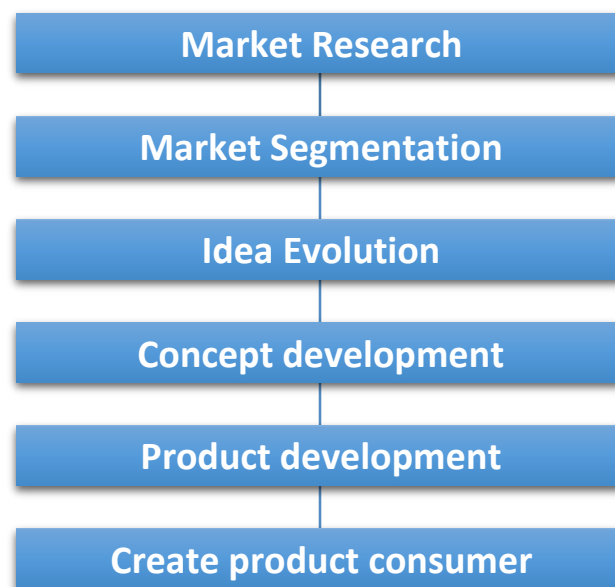 Market Research
Market Segmentation
Idea Evolution
Concept development
Product development
Create product consumer